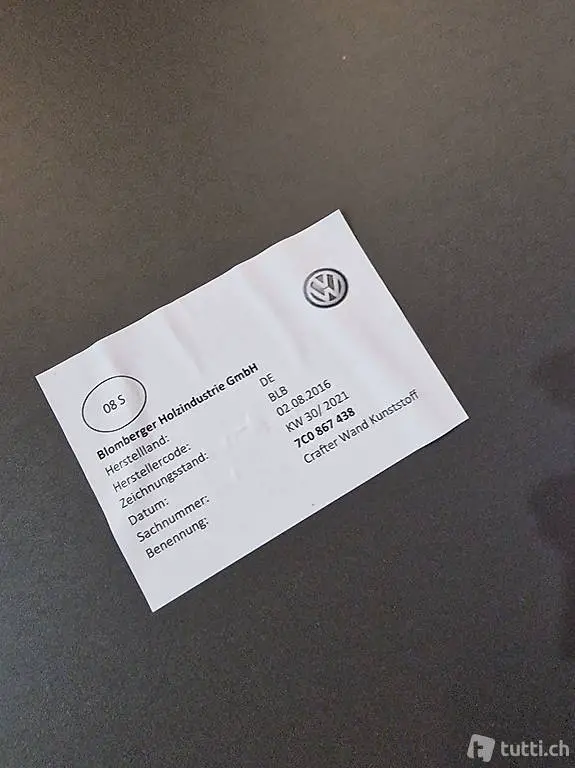 VW
08 S
Blomberger Holzindustrie GmbH
Herstellland: DE
Herstellercode: BLB
Zeichnungsstand: 02.08.2016
Datum: KW 30/ 2021
Sachnummer: 7C0 867 438
Benennung: Crafter Wand Kunststoff
tutti.ch